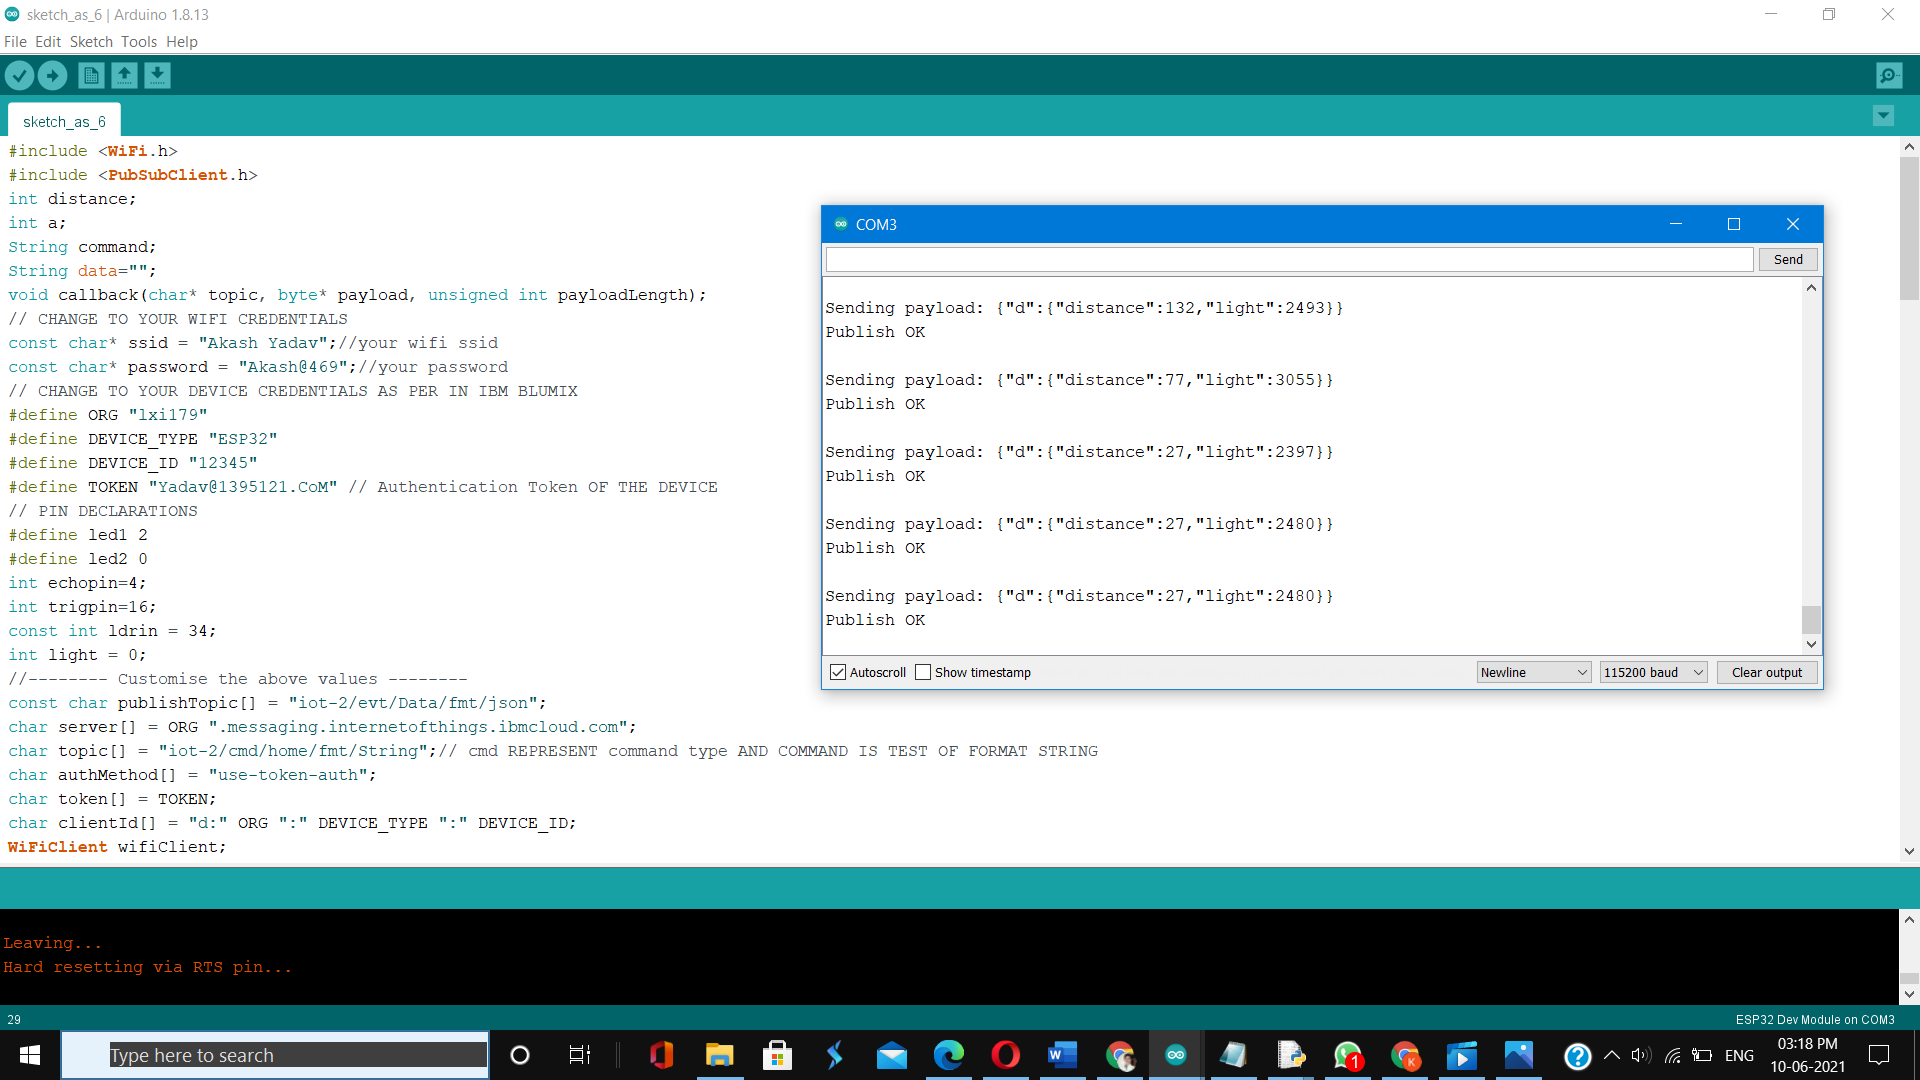 sketch_as_6 | Arduino 1.8.13
File Edit Sketch Tools Help
sketch_as_6
#include <WiFi.h>
#include <PubSubClient.h>
int distance;
int a;
String command;
String data="";
void callback(char* topic, byte* payload, unsigned int payloadLength);
// CHANGE TO YOUR WIFI CREDENTIALS
const char* ssid = "Akash Yadav";//your wifi ssid
const char* password = "Akash@469";//your password
// CHANGE TO YOUR DEVICE CREDENTIALS AS PER IN IBM BLUMIX
#define ORG "lxi179"
#define DEVICE_TYPE "ESP32"
#define DEVICE_ID "12345"
#define TOKEN "Yadav@1395121.CoM" // Authentication Token OF THE DEVICE
// PIN DECLARATIONS
#define led1 2
#define led2 0
int echopin=4;
int trigpin=16;
const int ldrin = 34;
int light = 0;
//-------- Customise the above values --------
const char publishTopic[] = "iot-2/evt/Data/fmt/json";
char server[] = ORG ".messaging.internetofthings.ibmcloud.com";
char topic[] = "iot-2/cmd/home/fmt/String";// cmd REPRESENT command type AND COMMAND IS TEST OF FORMAT STRING
char authMethod[] = "use-token-auth";
char token[] = TOKEN;
char clientId[] = "d:" ORG ":" DEVICE_TYPE ":" DEVICE_ID;
WiFiClient wifiClient;
COM3
Send
Sending payload: {"d":{"distance":132,"light":2493}}
Publish OK
Sending payload: {"d":{"distance":77,"light":3055}}
Publish OK
Sending payload: {"d":{"distance":27,"light":2397}}
Publish OK
Sending payload: {"d":{"distance":27,"light":2480}}
Publish OK
Sending payload: {"d":{"distance":27,"light":2480}}
Publish OK
Autoscroll Show timestamp Newline 115200 baud Clear output
Leaving...
Hard resetting via RTS pin...
29 ESP32 Dev Module on COM3
Type here to search
1
K
ENG
03:18 PM
10-06-2021